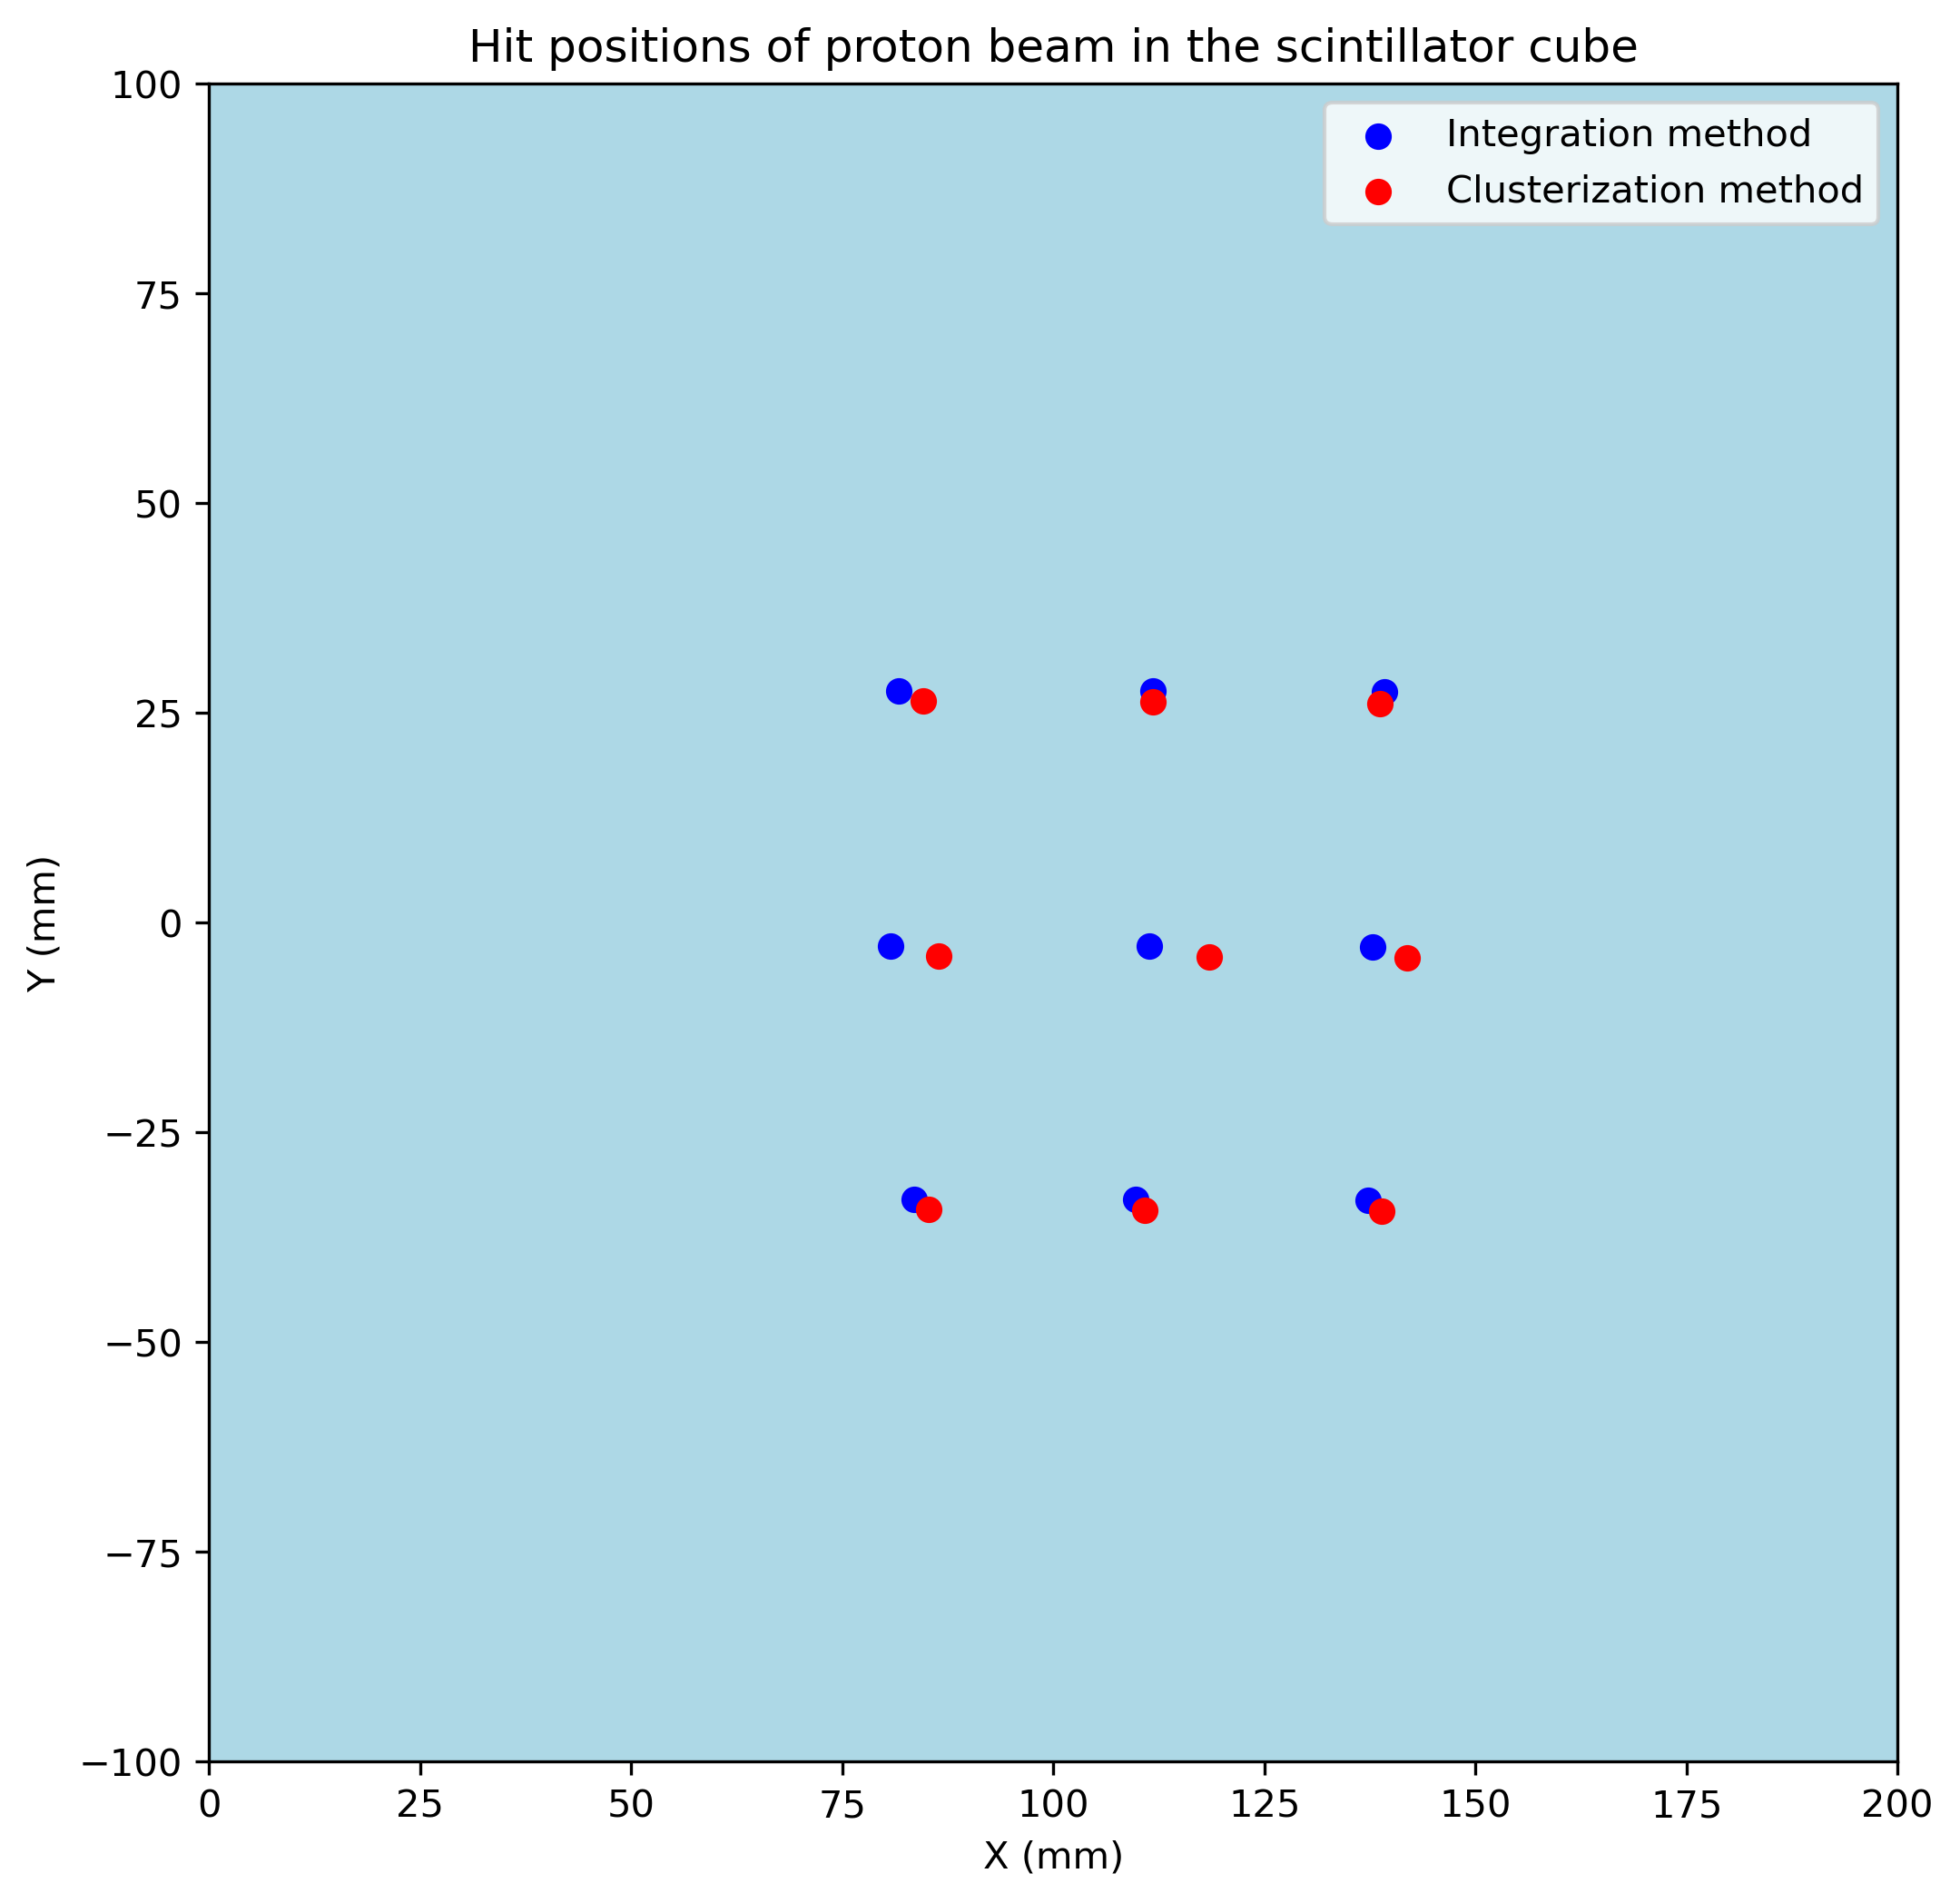 Hit positions of proton beam in the scintillator cube
Integration method
Clusterization method
100
75
50
25
0
−25
−50
−75
−100
Y (mm)
0 25 50 75 100 125 150 175 200
X (mm)